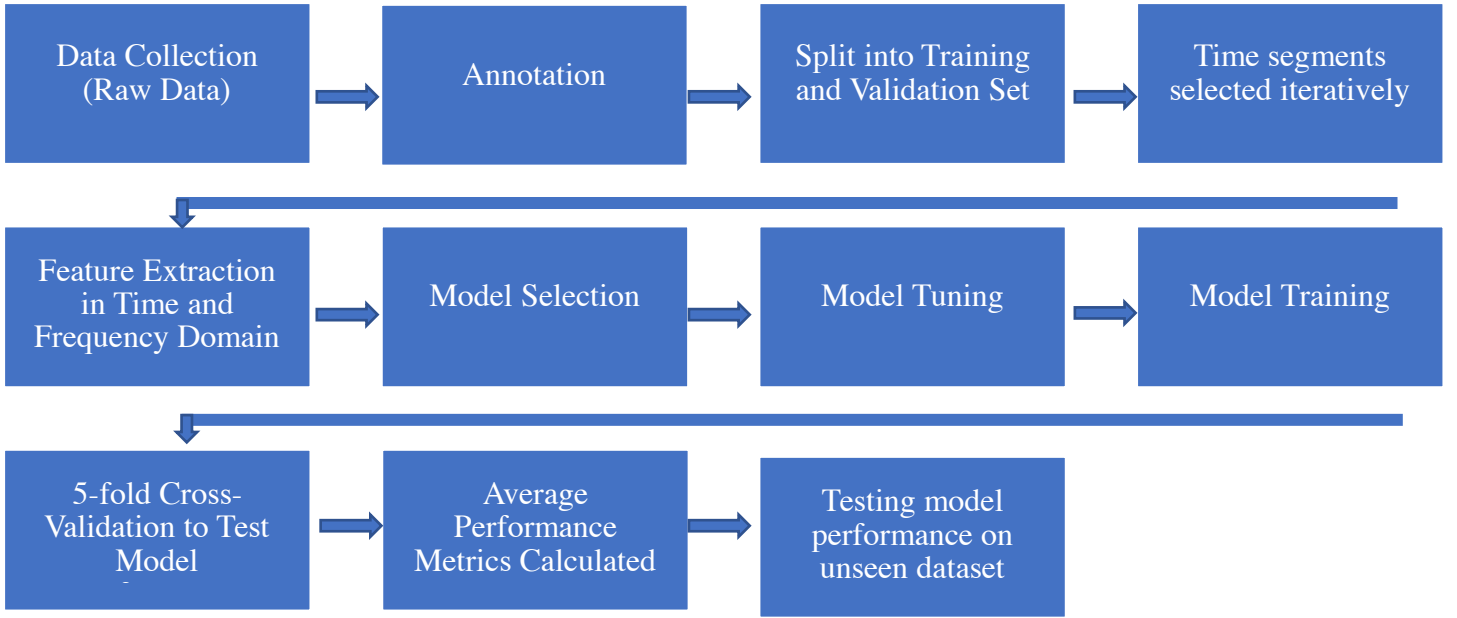 Data Collection
(Raw Data)
Annotation
Split into Training
and Validation Set
Time segments
selected iteratively
Feature Extraction
in Time and
Frequency Domain
Model Selection
Model Tuning
Model Training
5-fold Cross-
Validation to Test
Model
Average
Performance
Metrics Calculated
Testing model
performance on
unseen dataset